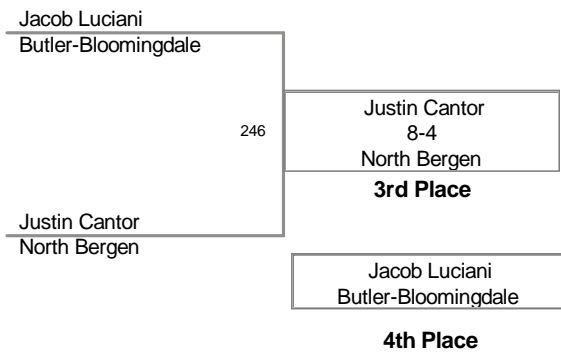 Jacob Luciani
Butler-Bloomingdale
246
Justin Cantor
8-4
North Bergen
3rd Place
Justin Cantor
North Bergen
Jacob Luciani
Butler-Bloomingdale
4th Place